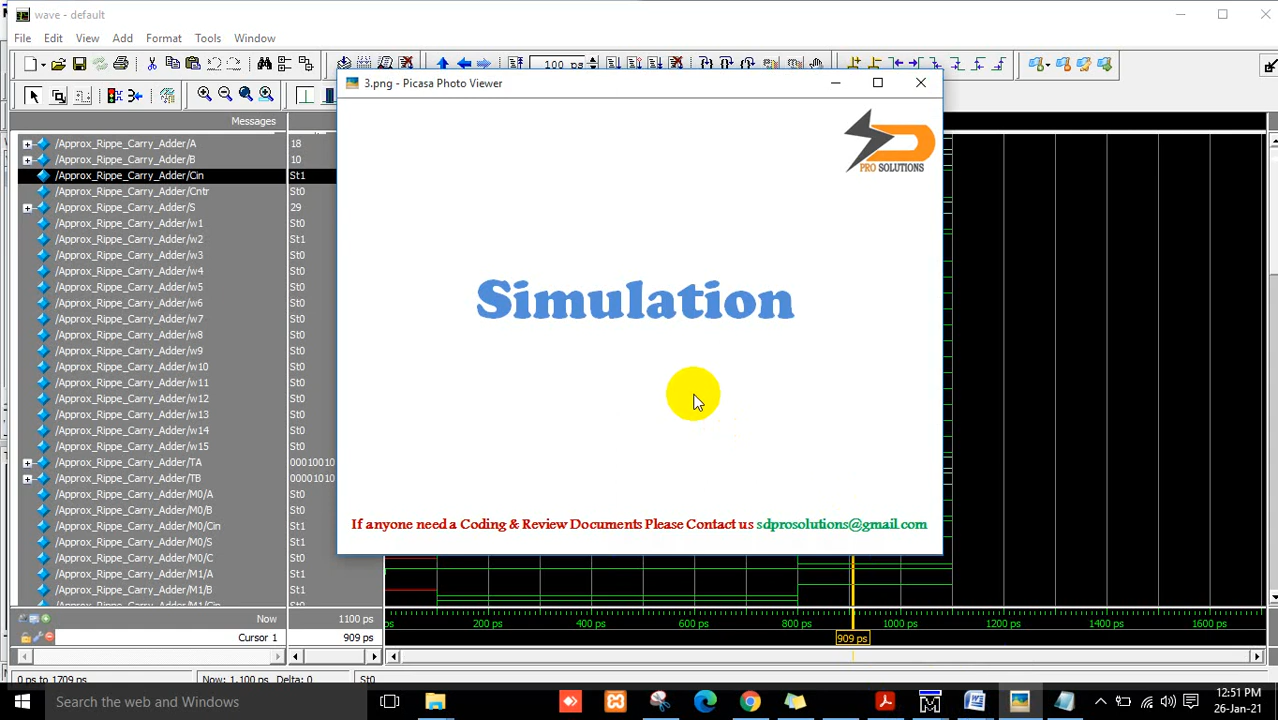 wave - default
File Edit View Add Format Tools Window
100 ps
3.png - Picasa Photo Viewer
PRO SOLUTIONS
Simulation
If anyone need a Coding & Review Documents Please Contact us sdprosolutions@gmail.com
Messages
/Approx_Rippe_Carry_Adder/A 18
/Approx_Rippe_Carry_Adder/B 10
/Approx_Rippe_Carry_Adder/Cin St1
/Approx_Rippe_Carry_Adder/Cntr St0
/Approx_Rippe_Carry_Adder/S 29
/Approx_Rippe_Carry_Adder/w1 St0
/Approx_Rippe_Carry_Adder/w2 St1
/Approx_Rippe_Carry_Adder/w3 St0
/Approx_Rippe_Carry_Adder/w4 St0
/Approx_Rippe_Carry_Adder/w5 St0
/Approx_Rippe_Carry_Adder/w6 St0
/Approx_Rippe_Carry_Adder/w7 St0
/Approx_Rippe_Carry_Adder/w8 St0
/Approx_Rippe_Carry_Adder/w9 St0
/Approx_Rippe_Carry_Adder/w10 St0
/Approx_Rippe_Carry_Adder/w11 St0
/Approx_Rippe_Carry_Adder/w12 St0
/Approx_Rippe_Carry_Adder/w13 St0
/Approx_Rippe_Carry_Adder/w14 St0
/Approx_Rippe_Carry_Adder/w15 St0
/Approx_Rippe_Carry_Adder/TA 00010010
/Approx_Rippe_Carry_Adder/TB 00001010
/Approx_Rippe_Carry_Adder/M0/A St0
/Approx_Rippe_Carry_Adder/M0/B St0
/Approx_Rippe_Carry_Adder/M0/Cin St1
/Approx_Rippe_Carry_Adder/M0/S St1
/Approx_Rippe_Carry_Adder/M0/C St0
/Approx_Rippe_Carry_Adder/M1/A St1
/Approx_Rippe_Carry_Adder/M1/B St1
Now 1100 ps
ps 200 ps 400 ps 600 ps 800 ps 1000 ps 1200 ps 1400 ps 1600 ps
Cursor 1 909 ps
909 ps
0 ps to 1709 ps Now: 1,100 ps Delta: 0 St0
Search the web and Windows
12:51 PM
26-Jan-21